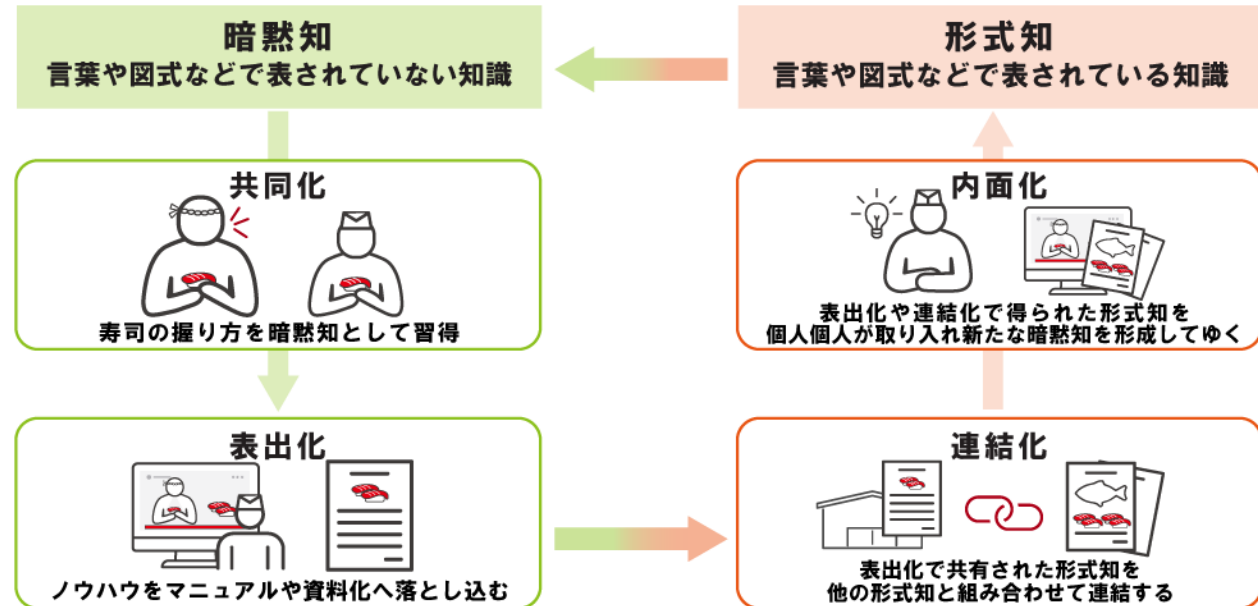 暗黙知
言葉や図式などで表されていない知識
形式知
言葉や図式などで表されている知識
共同化
寿司の握り方を暗黙知として習得
内面化
表出化や連結化で得られた形式知を
個人個人が取り入れ新たな暗黙知を形成してゆく
表出化
ノウハウをマニュアルや資料化へ落とし込む
連結化
表出化で共有された形式知を
他の形式知と組み合わせて連結する